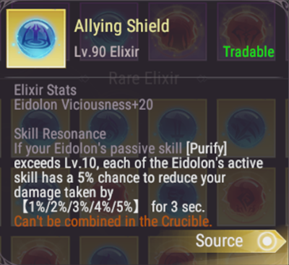 Allying Shield
Lv.90 Elixir
Tradable
Rare Elixir
Elixir Stats
Eidolon Viciousness+20
Skill Resonance
If your Eidolon's passive skill [Purify]
exceeds Lv.10, each of the Eidolon's active
skill has a 5% chance to reduce your
damage taken by
【1%/2%/3%/4%/5%】 for 3 sec.
Can't be combined in the Crucible.
Source